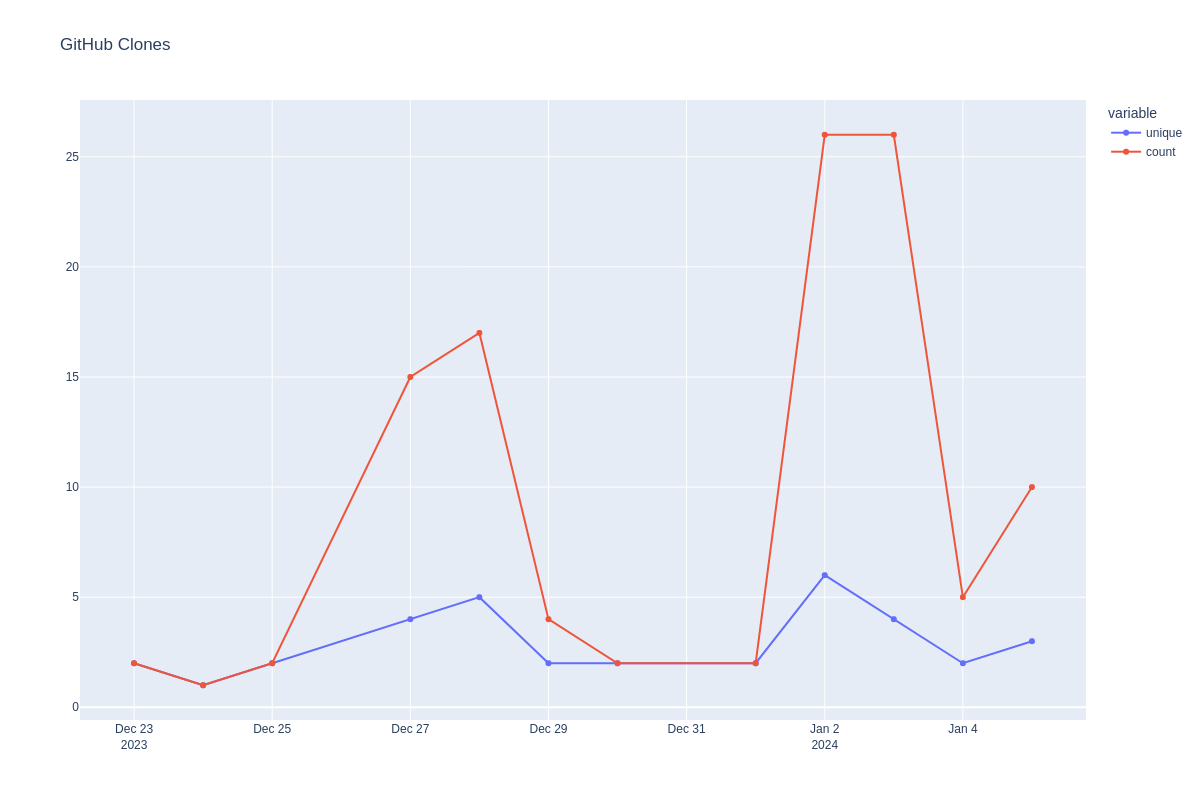 GitHub Clones
variable
unique
count
25
20
15
10
5
0
Dec 23
2023
Dec 25
Dec 27
Dec 29
Dec 31
Jan 2
2024
Jan 4